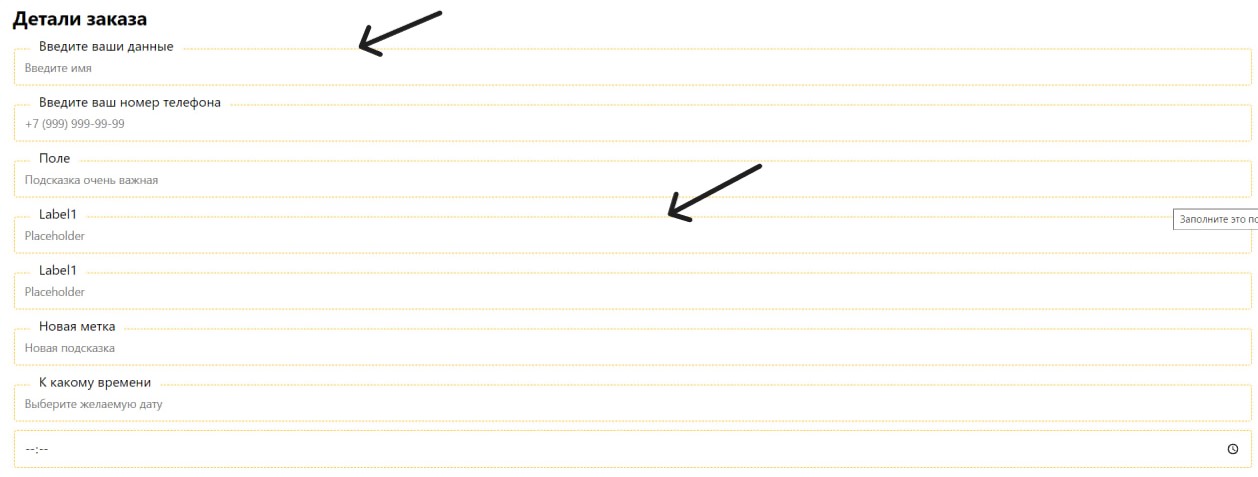 Детали заказа
Введите ваши данные
Введите имя
Введите ваш номер телефона
+7 (999) 999-99-99
Поле
Подсказка очень важная
Label1
Заполните это по
Placeholder
Label1
Placeholder
Новая метка
Новая подсказка
К какому времени
Выберите желаемую дату
--:--